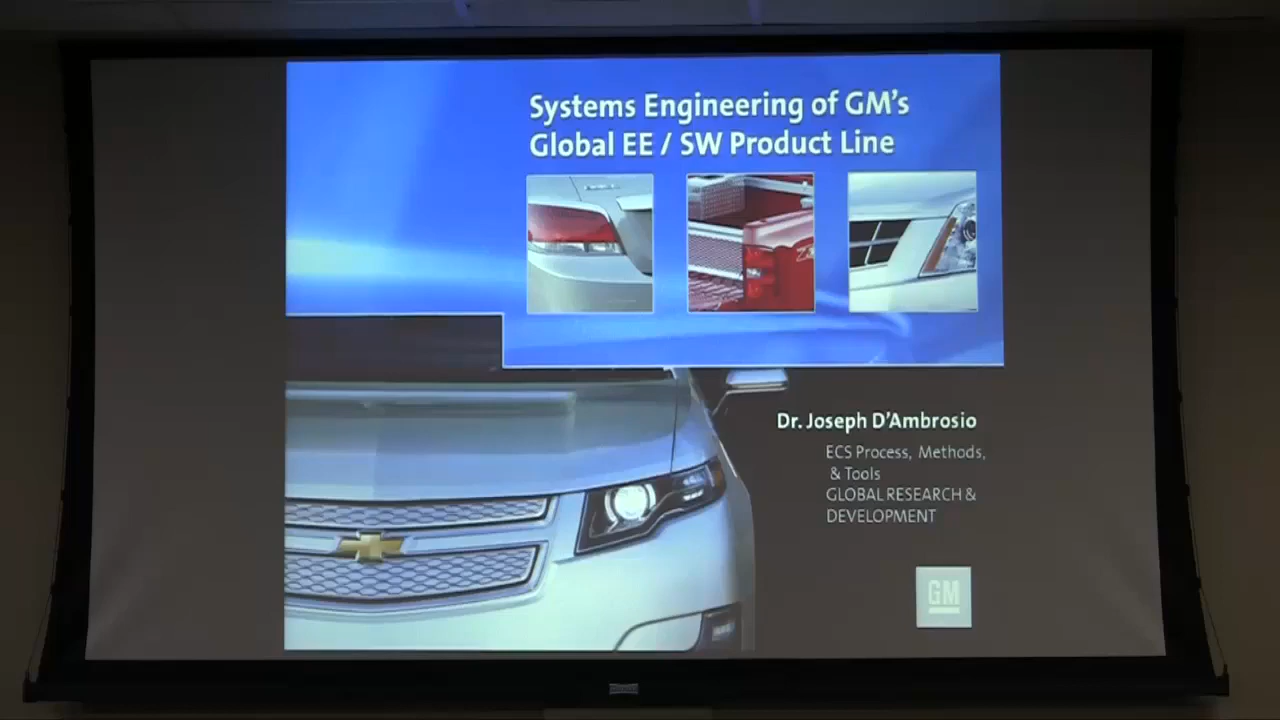 Systems Engineering of GM's
Global EE / SW Product Line
Dr. Joseph D'Ambrosio
ECS Process, Methods,
& Tools
GLOBAL RESEARCH &
DEVELOPMENT
GM